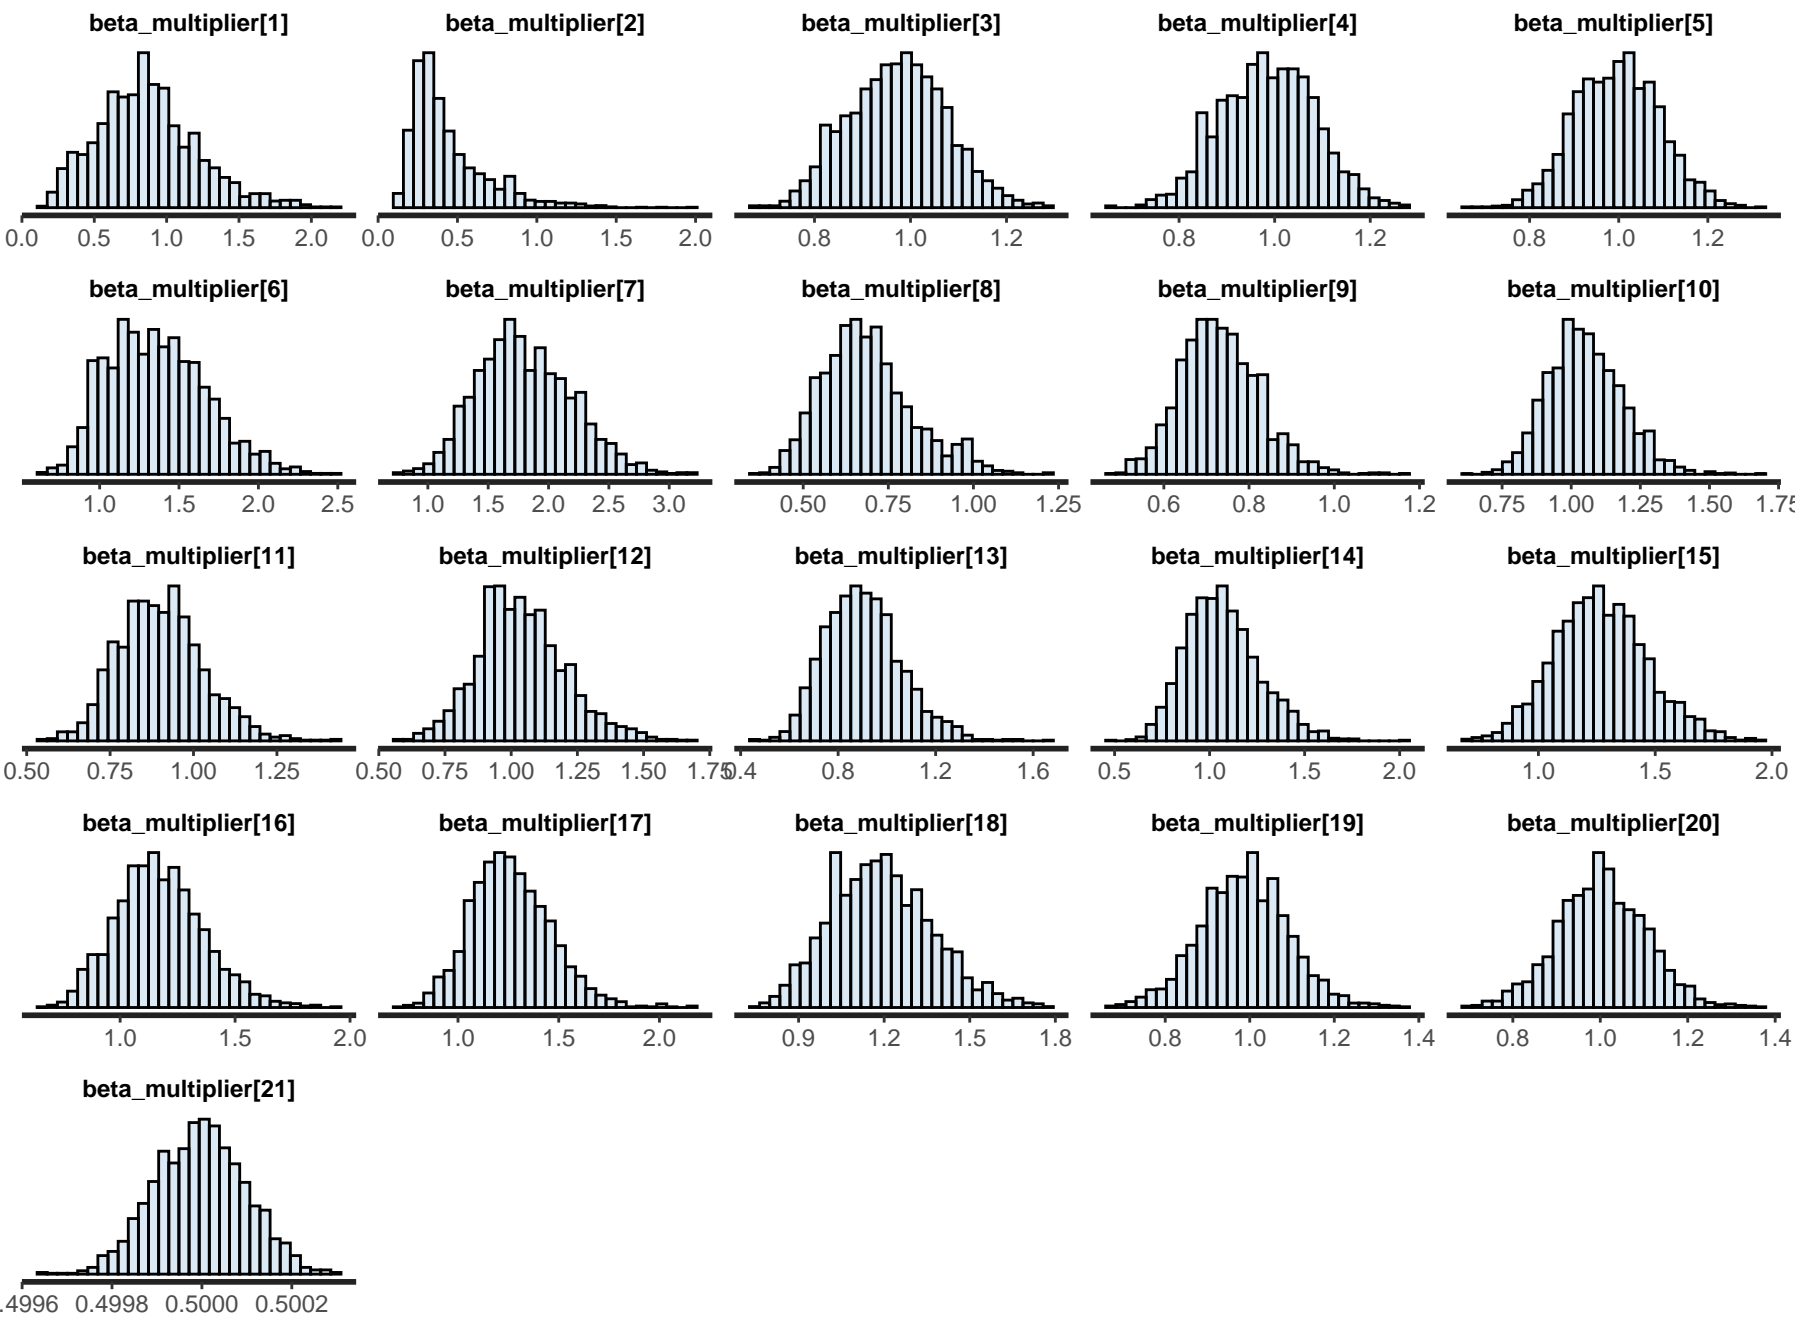 beta_multiplier[1] beta_multiplier[2] beta_multiplier[3] beta_multiplier[4] beta_multiplier[5]
0.0 0.5 1.0 1.5 2.0 0.0 0.5 1.0 1.5 2.0 0.8 1.0 1.2 0.8 1.0 1.2 0.8 1.0 1.2
beta_multiplier[6] beta_multiplier[7] beta_multiplier[8] beta_multiplier[9] beta_multiplier[10]
1.0 1.5 2.0 2.5 1.0 1.5 2.0 2.5 3.0 0.50 0.75 1.00 1.25 0.6 0.8 1.0 1.2 0.75 1.00 1.25 1.50 1.75
beta_multiplier[11] beta_multiplier[12] beta_multiplier[13] beta_multiplier[14] beta_multiplier[15]
0.50 0.75 1.00 1.25 0.50 0.75 1.00 1.25 1.50 1.75 0.4 0.8 1.2 1.6 0.5 1.0 1.5 2.0 1.0 1.5 2.0
beta_multiplier[16] beta_multiplier[17] beta_multiplier[18] beta_multiplier[19] beta_multiplier[20]
1.0 1.5 2.0 1.0 1.5 2.0 0.9 1.2 1.5 1.8 0.8 1.0 1.2 1.4 0.8 1.0 1.2 1.4
beta_multiplier[21]
.4996 0.4998 0.5000 0.5002